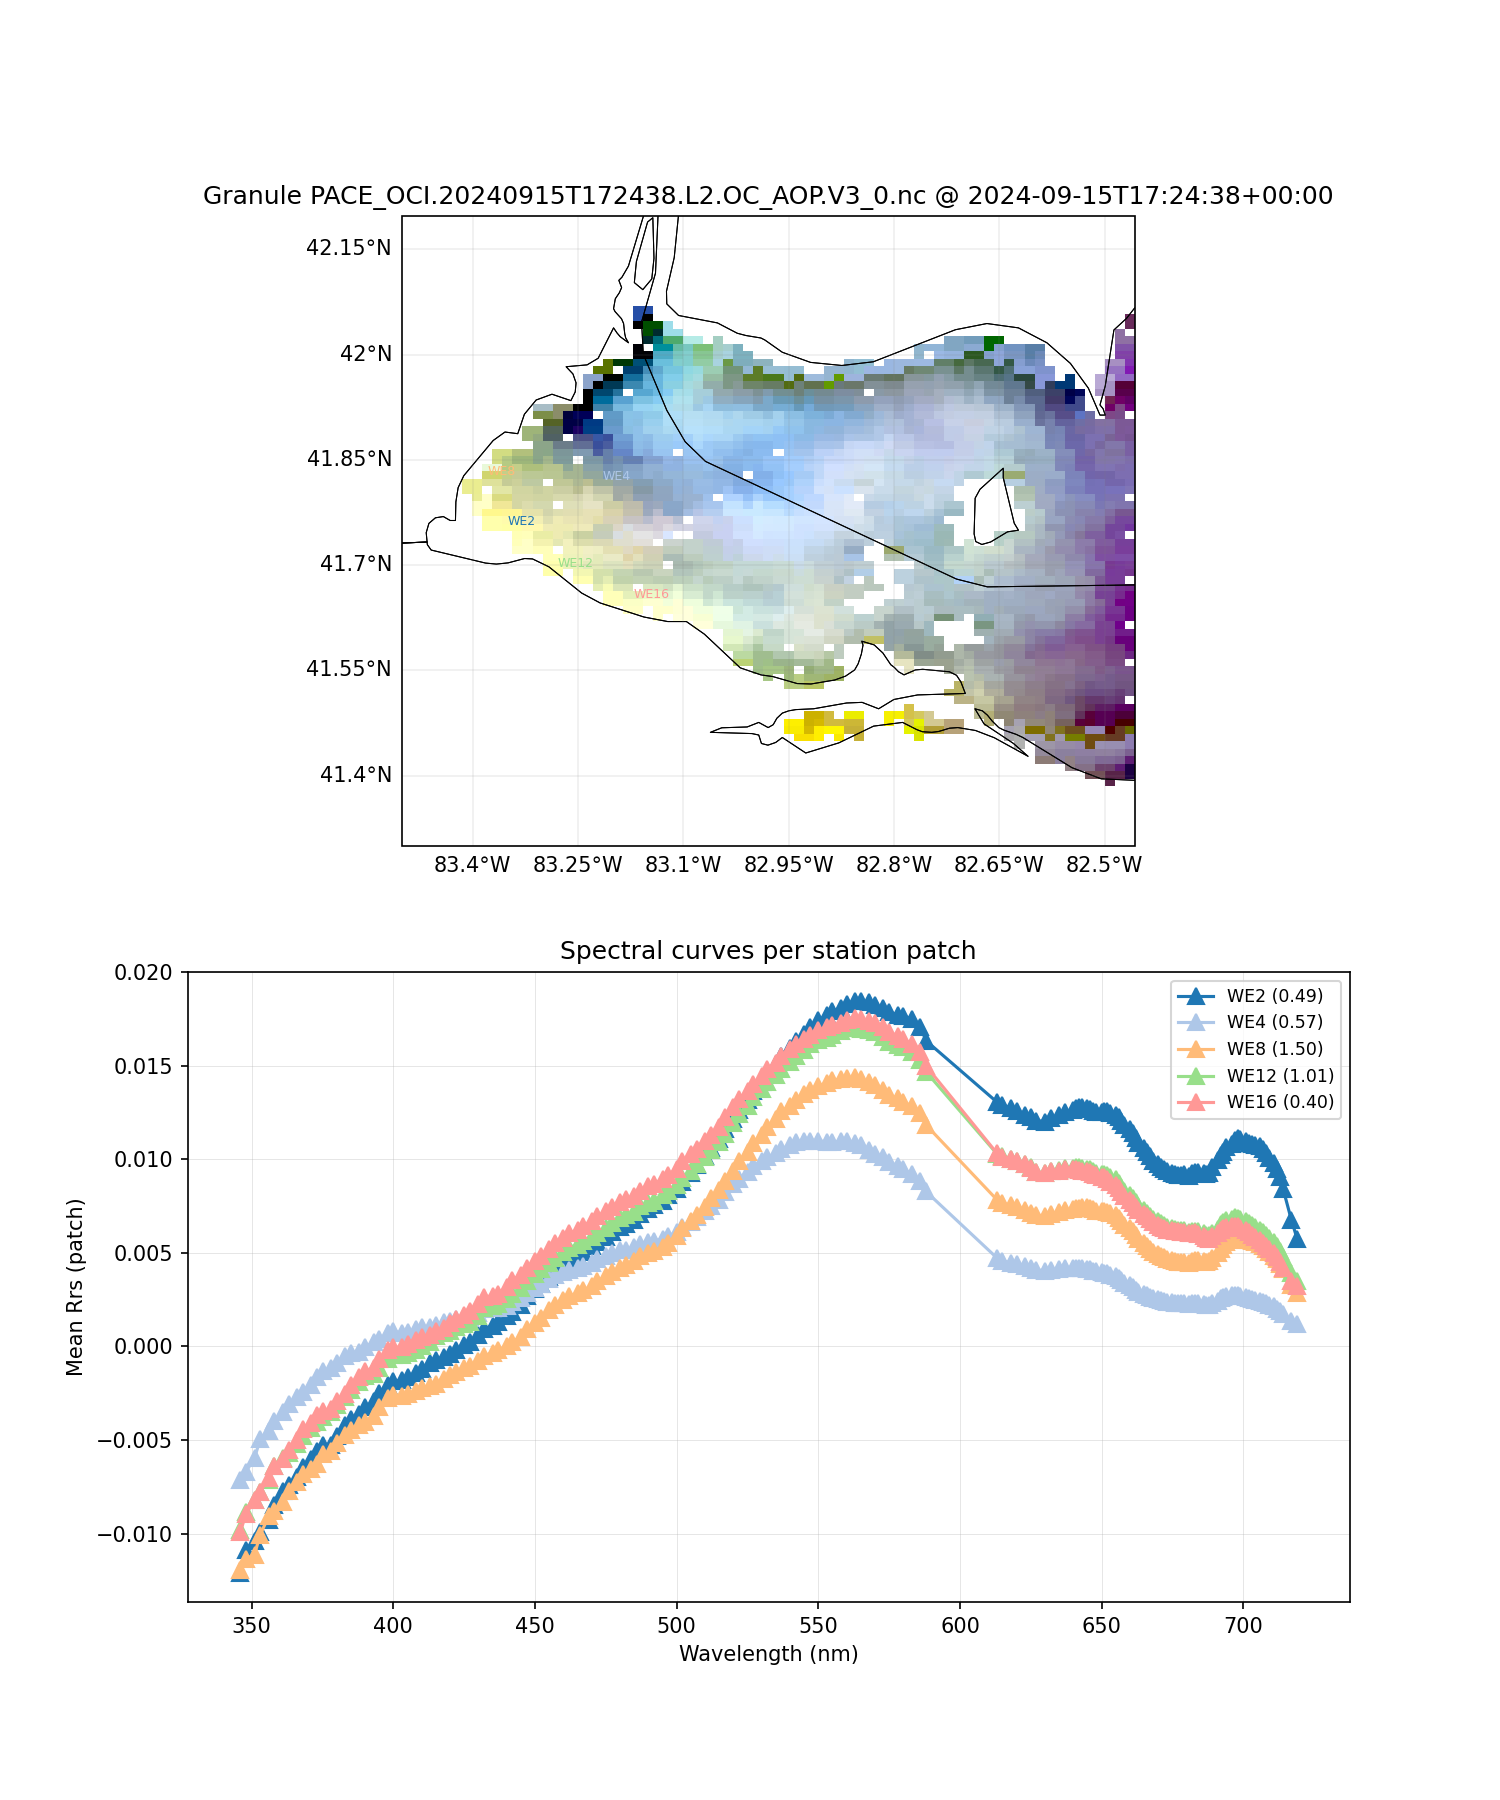 Granule PACE_OCI.20240915T172438.L2.OC_AOP.V3_0.nc @ 2024-09-15T17:24:38+00:00
42.15°N
42°N
41.85°N
41.7°N
41.55°N
41.4°N
WE4
WE2
WE12
WE16
83.4°W 83.25°W 83.1°W 82.95°W 82.8°W 82.65°W 82.5°W
Spectral curves per station patch
0.020
0.015
0.010
0.005
0.000
−0.005
−0.010
Mean Rrs (patch)
WE2 (0.49)
WE4 (0.57)
WE8 (1.50)
WE12 (1.01)
WE16 (0.40)
350 400 450 500 550 600 650 700
Wavelength (nm)